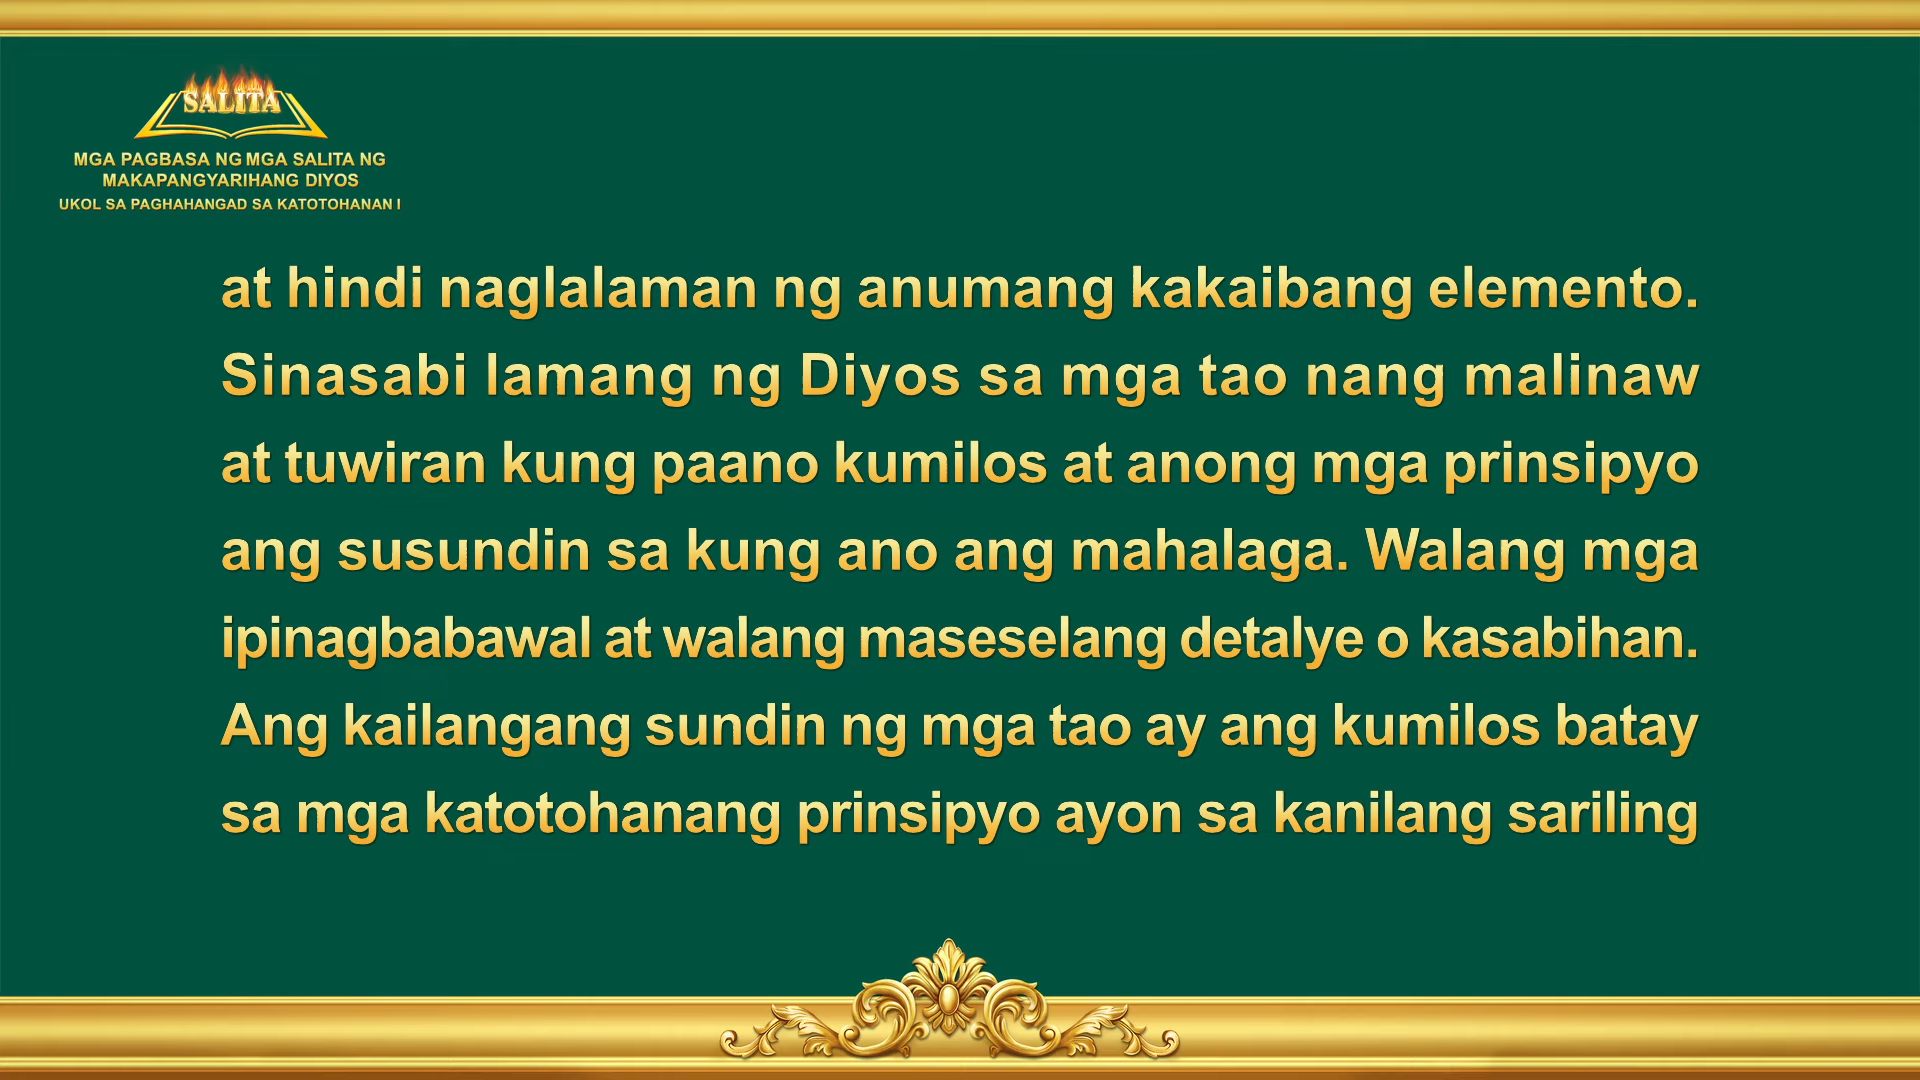 SALITA
MGA PAGBASA NG MGA SALITA NG
MAKAPANGYARIHANG DIYOS
UKOL SA PAGHAHANGAD SA KATOTOHANAN I
at hindi naglalaman ng anumang kakaibang elemento.
Sinasabi lamang ng Diyos sa mga tao nang malinaw
at tuwiran kung paano kumilos at anong mga prinsipyo
ang susundin sa kung ano ang mahalaga. Walang mga
ipinagbabawal at walang maseselang detalye o kasabihan.
Ang kailangang sundin ng mga tao ay ang kumilos batay
sa mga katotohanang prinsipyo ayon sa kanilang sariling